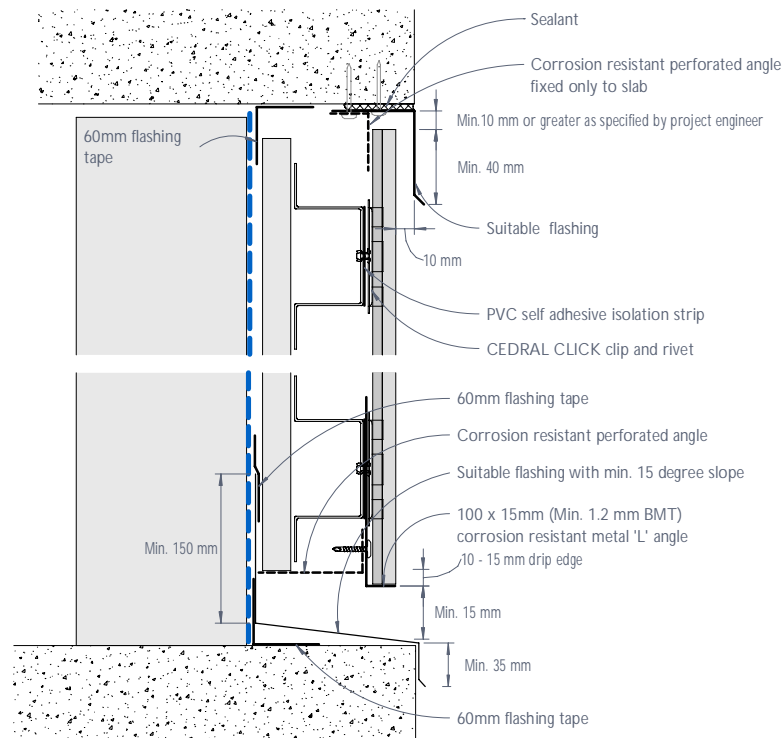 Sealant
Corrosion resistant perforated angle
fixed only to slab
Min.10 mm or greater as specified by project engineer
60mm flashing
tape
Min. 40 mm
Suitable flashing
10 mm
PVC self adhesive isolation strip
CEDRAL CLICK clip and rivet
60mm flashing tape
Corrosion resistant perforated angle
Suitable flashing with min. 15 degree slope
100 x 15mm (Min. 1.2 mm BMT)
corrosion resistant metal 'L' angle
Min. 150 mm
10 - 15 mm drip edge
Min. 15 mm
Min. 35 mm
60mm flashing tape